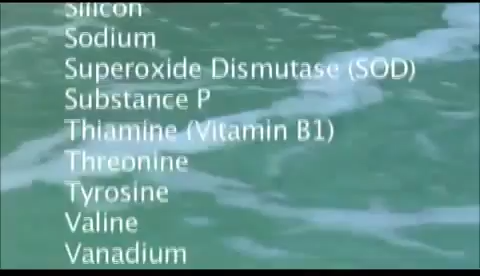 Silicon
Sodium
Superoxide Dismutase (SOD)
Substance P
Thiamine (Vitamin B1)
Threonine
Tyrosine
Valine
Vanadium